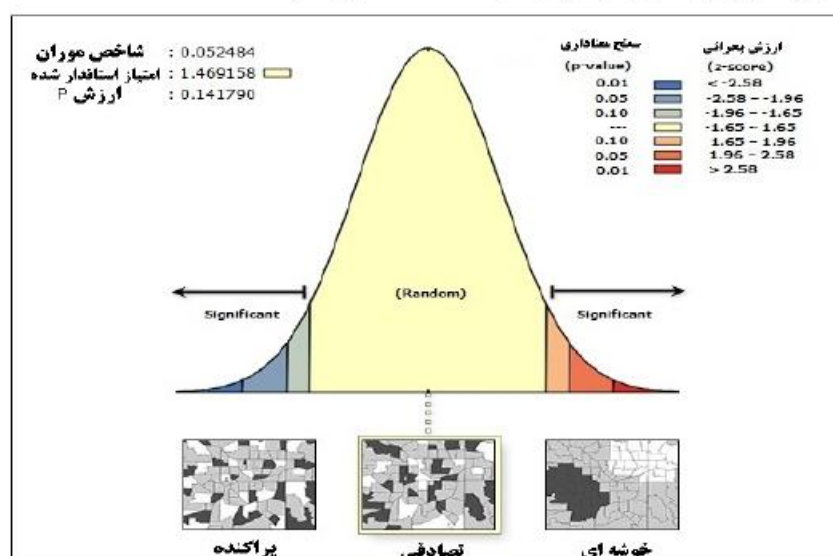 شاخص موران : 0.052484
امتیاز استاندار شده : 1.469158
ارزش P : 0.141790
سطح معناداری
(p-value)
ارزش بحرانی
(z-score)
0.01 < -2.58
0.05 -2.58 – -1.96
0.10 -1.96 – -1.65
--- -1.65 – 1.65
0.10 1.65 – 1.96
0.05 1.96 – 2.58
0.01 > 2.58
Significant
(Random)
Significant
پراکنده
تصادفی
خوشه ای